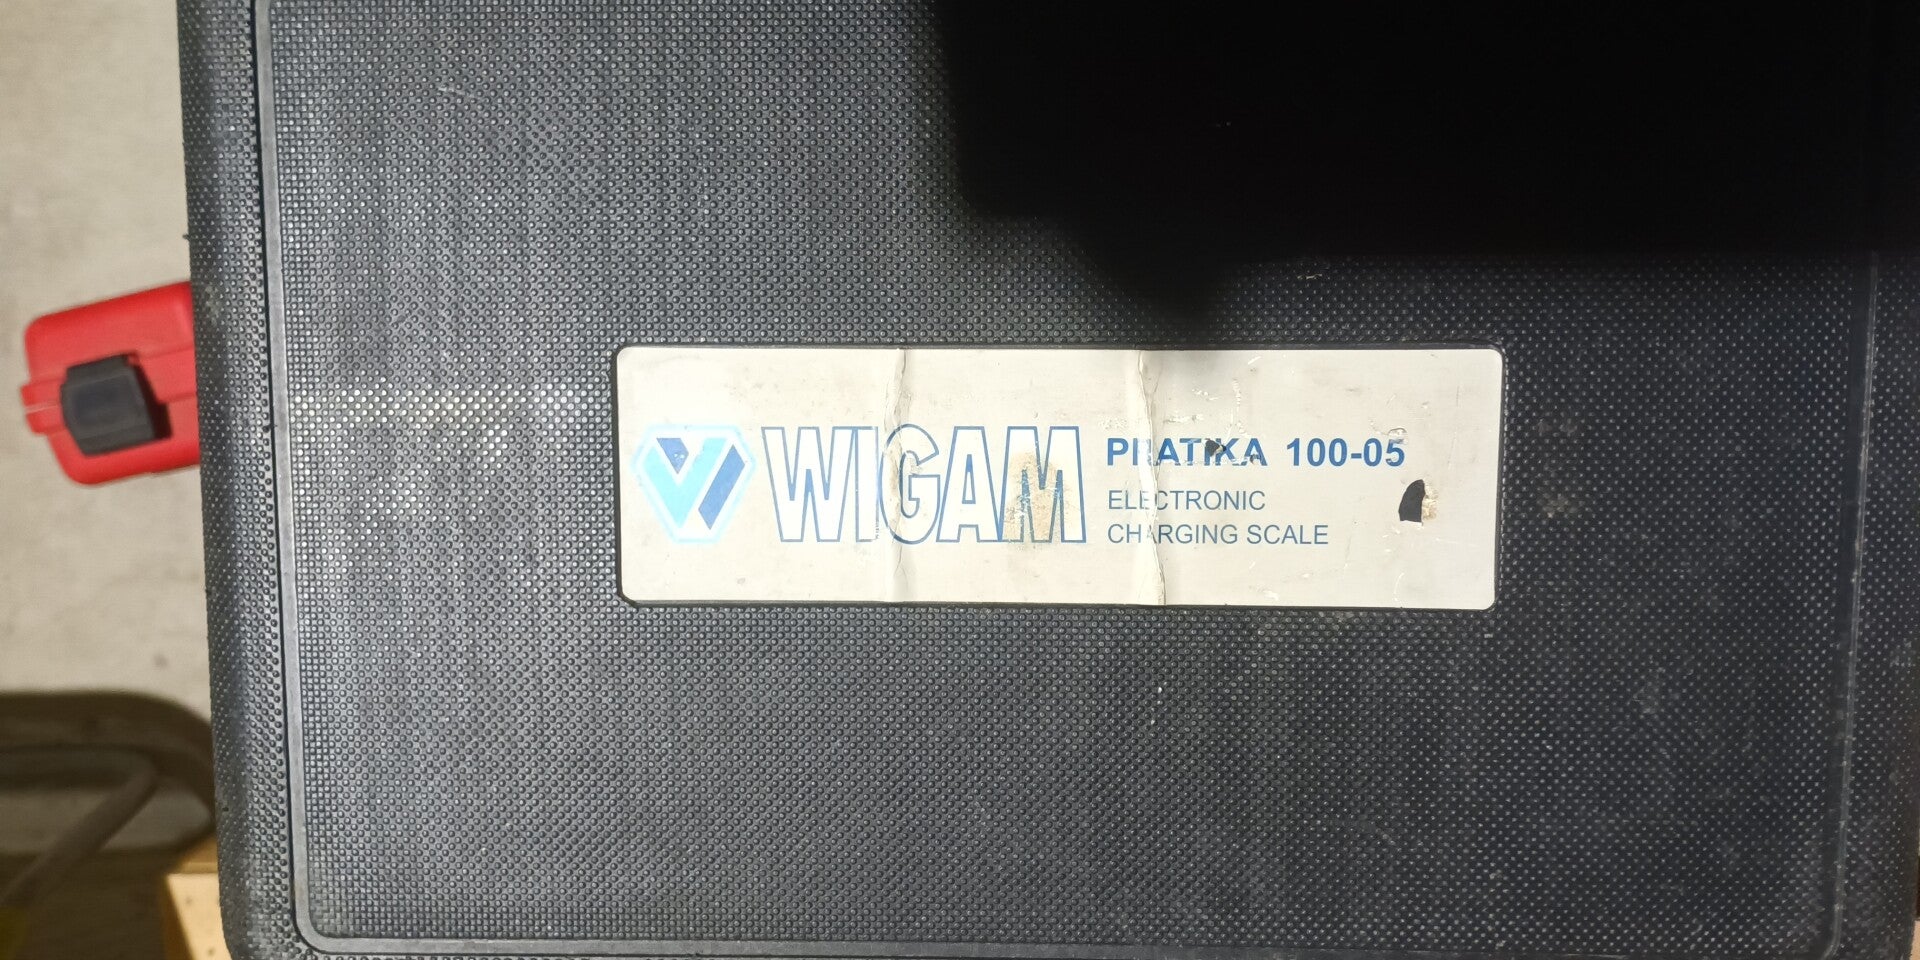 WIGAM
PRATIKA 100-05
ELECTRONIC
CHARGING SCALE